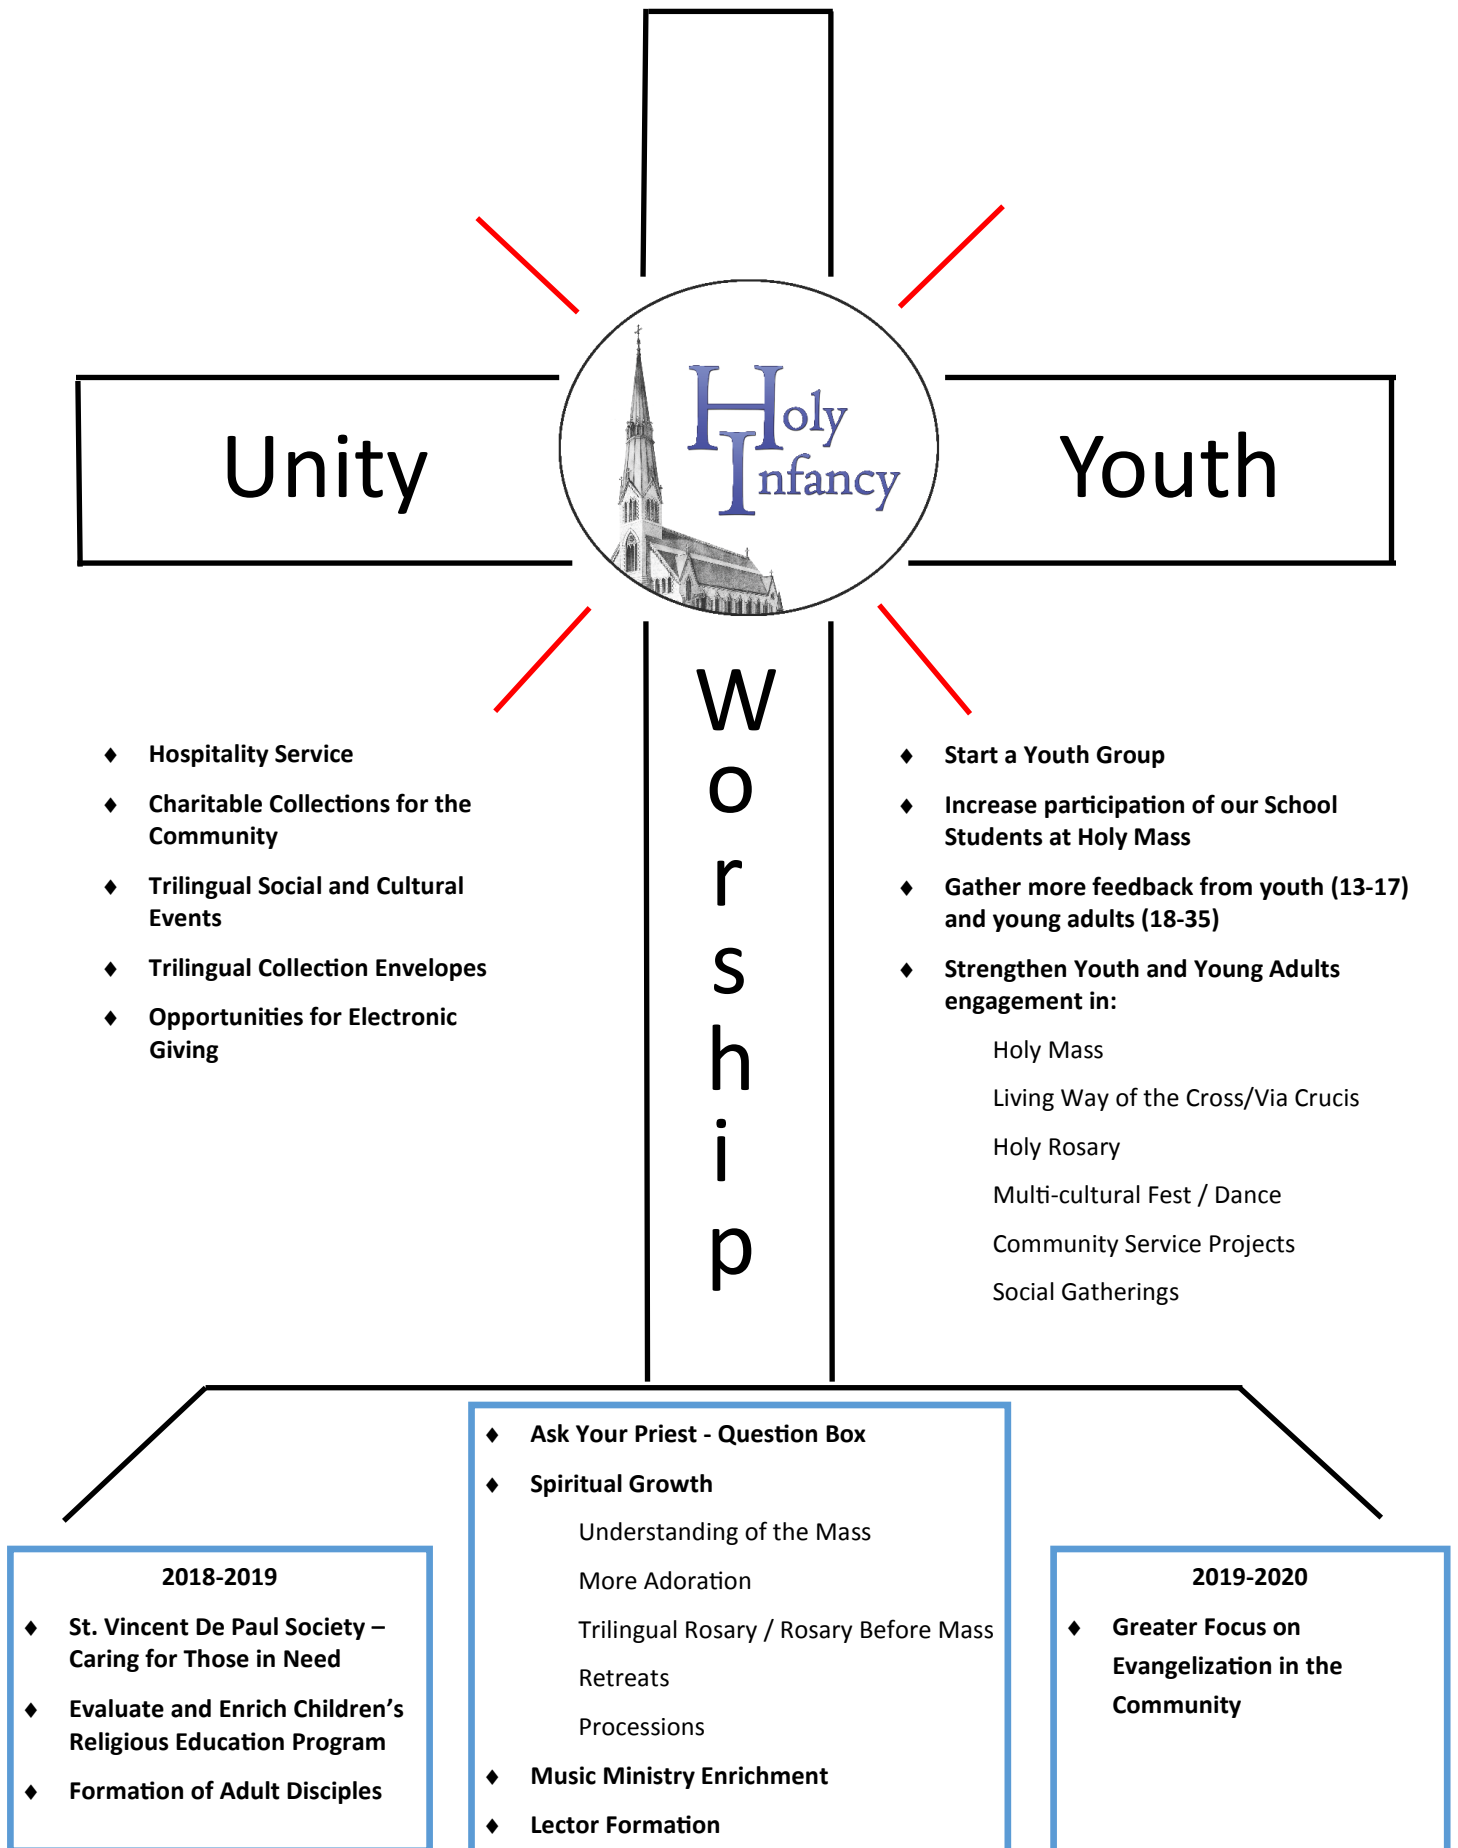 Holy
Infancy
Unity
Youth
Worship
♦ Hospitality Service
♦ Charitable Collections for the
Community
♦ Trilingual Social and Cultural
Events
♦ Trilingual Collection Envelopes
♦ Opportunities for Electronic
Giving
♦ Start a Youth Group
♦ Increase participation of our School
Students at Holy Mass
♦ Gather more feedback from youth (13-17)
and young adults (18-35)
♦ Strengthen Youth and Young Adults
engagement in:
Holy Mass
Living Way of the Cross/Via Crucis
Holy Rosary
Multi-cultural Fest / Dance
Community Service Projects
Social Gatherings
2018-2019
♦ St. Vincent De Paul Society –
Caring for Those in Need
♦ Evaluate and Enrich Children’s
Religious Education Program
♦ Formation of Adult Disciples
♦ Ask Your Priest - Question Box
♦ Spiritual Growth
Understanding of the Mass
More Adoration
Trilingual Rosary / Rosary Before Mass
Retreats
Processions
♦ Music Ministry Enrichment
♦ Lector Formation
2019-2020
♦ Greater Focus on
Evangelization in the
Community